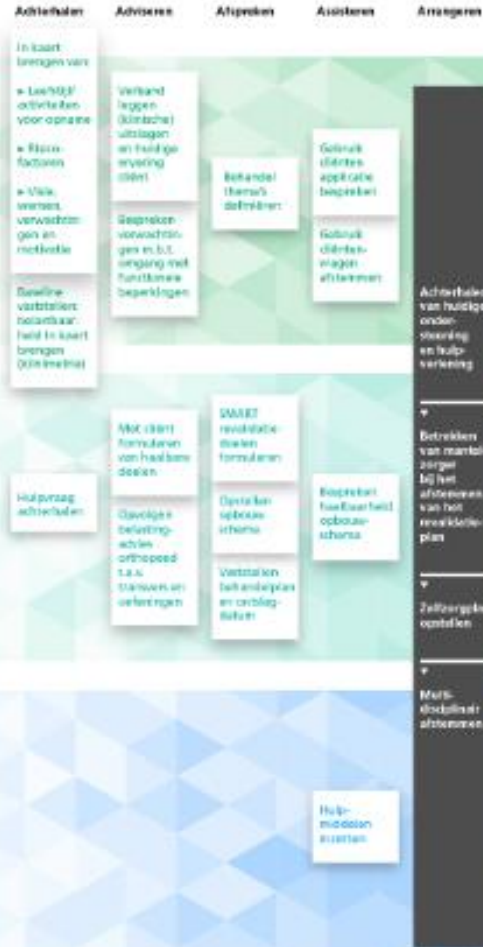 Achterhalen
Adviseren
Afspreken
Assisteren
Arrangeren
In kaart
brengen van:
activiteiten
voor opname
▸ Risico-
factoren
▸ Visie,
wensen,
verwachtin-
gen en
motivatie
Baseline
vaststellen:
belastbaar-
heid in kaart
brengen
(klinimetrie)
Verband
leggen
(klinische)
uitslagen
en huidige
ervaring
cliënt
Bespreken
verwachtin-
gen m.b.t.
omgang met
functionele
beperkingen
Behandel
thema's
definiëren
Gebruik
cliënten
applicatie
bespreken
Gebruik
cliënten-
vragen
afstemmen
Achterhalen
van huidige
onder-
steuning
en hulp-
verlening
Hulpvraag
achterhalen
Met cliënt
formuleren
van haalbare
doelen
Opvolgen
belasting-
advies
orthopeed
t.a.v.
transfers en
oefeningen
SMART
revalidatie-
doelen
formuleren
Opstellen
opbouw-
schema
Vaststellen
behandelplan
en ontslag-
datum
Bespreken
haalbaarheid
opbouw-
schema
Betrekken
van mantel-
zorger
bij het
afstemmen
van het
revalidatie-
plan
Zelfzorgplan
opstellen
Multi-
disciplinair
afstemmen
Hulp-
middelen
inzetten